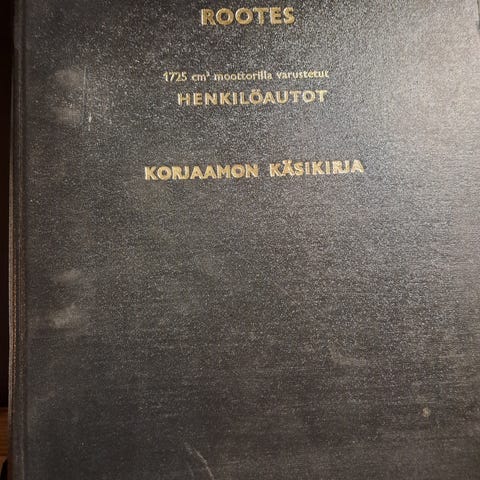 ROOTES
1725 cm³ moottorilla varustetut
HENKILÖAUTOT
KORJAAMON KÄSIKIRJA